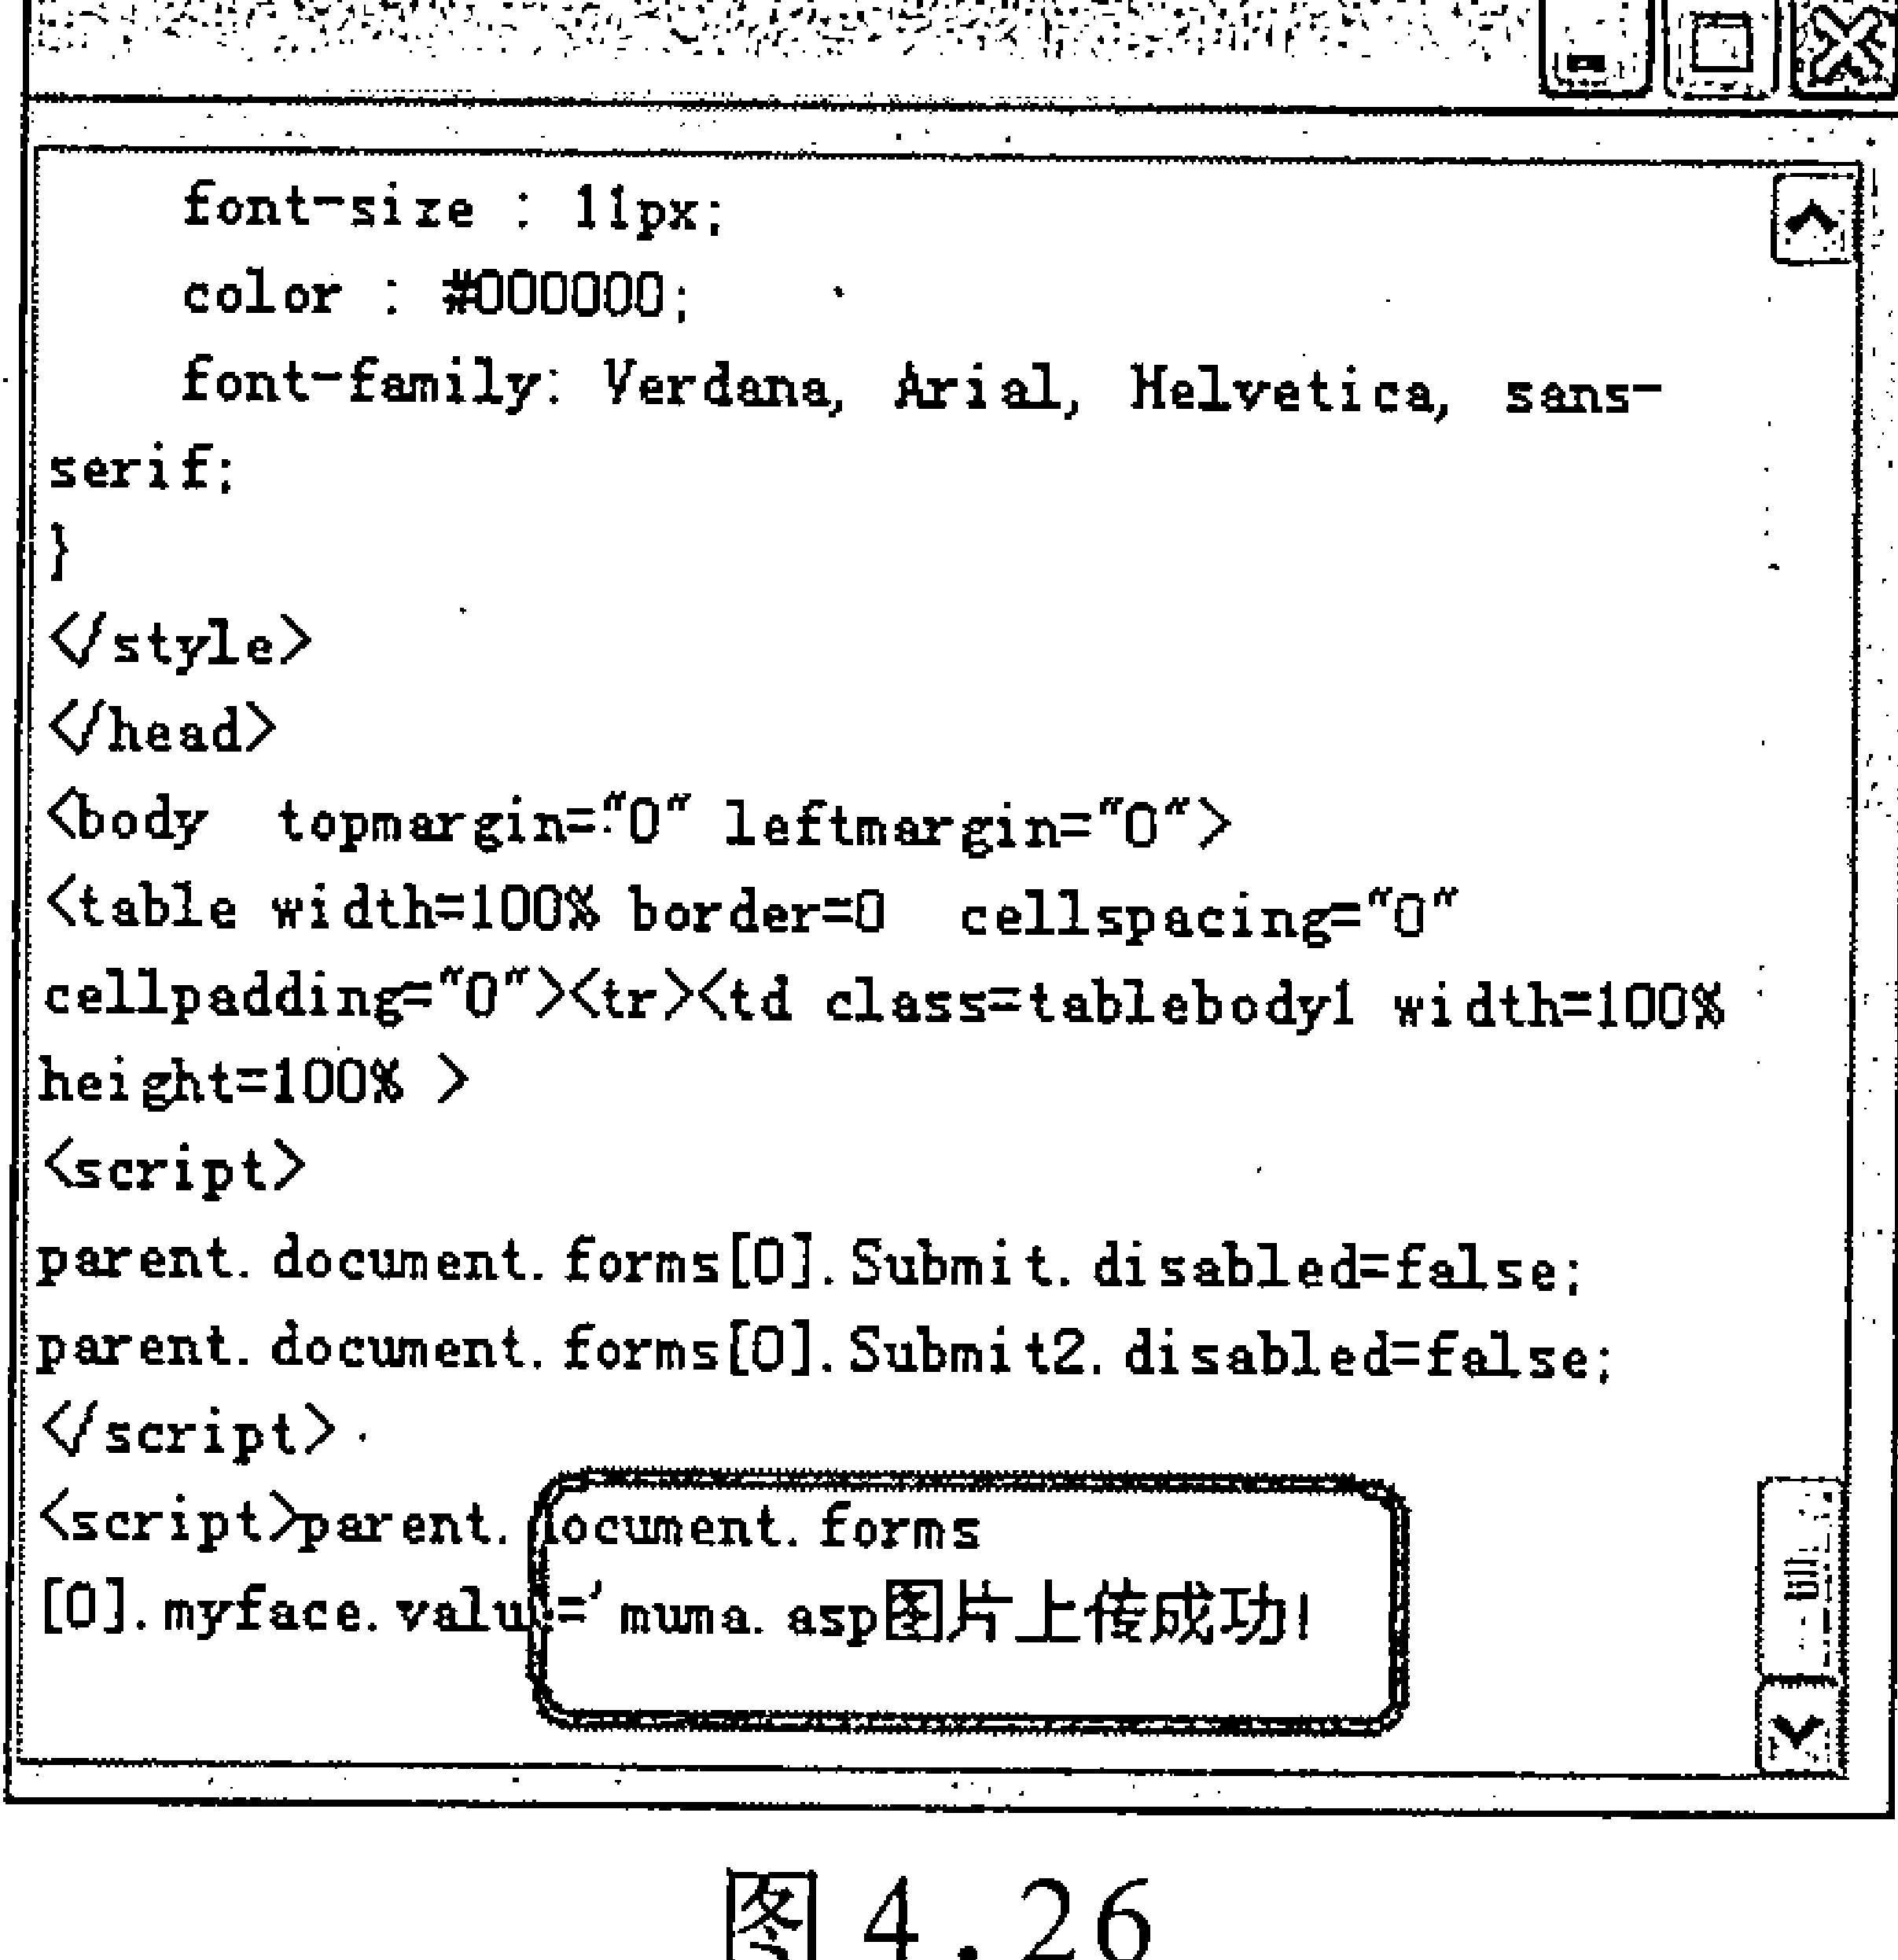 font-size : 11px;
color : #000000;
font-family: Verdana, Arial, Helvetica, sans-
serif;
}
</style>
</head>
<body  topmargin="0" leftmargin="0">
<table width=100% border=0  cellspacing="0"
cellpadding="0"><tr><td class=tablebody1 width=100%
height=100% >
<script>
parent.document.forms[0].Submit.disabled=false;
parent.document.forms[0].Submit2.disabled=false;
</script>
<script>parent.document.forms
[0].myface.value='muma.asp图片上传成功!
图 4.26